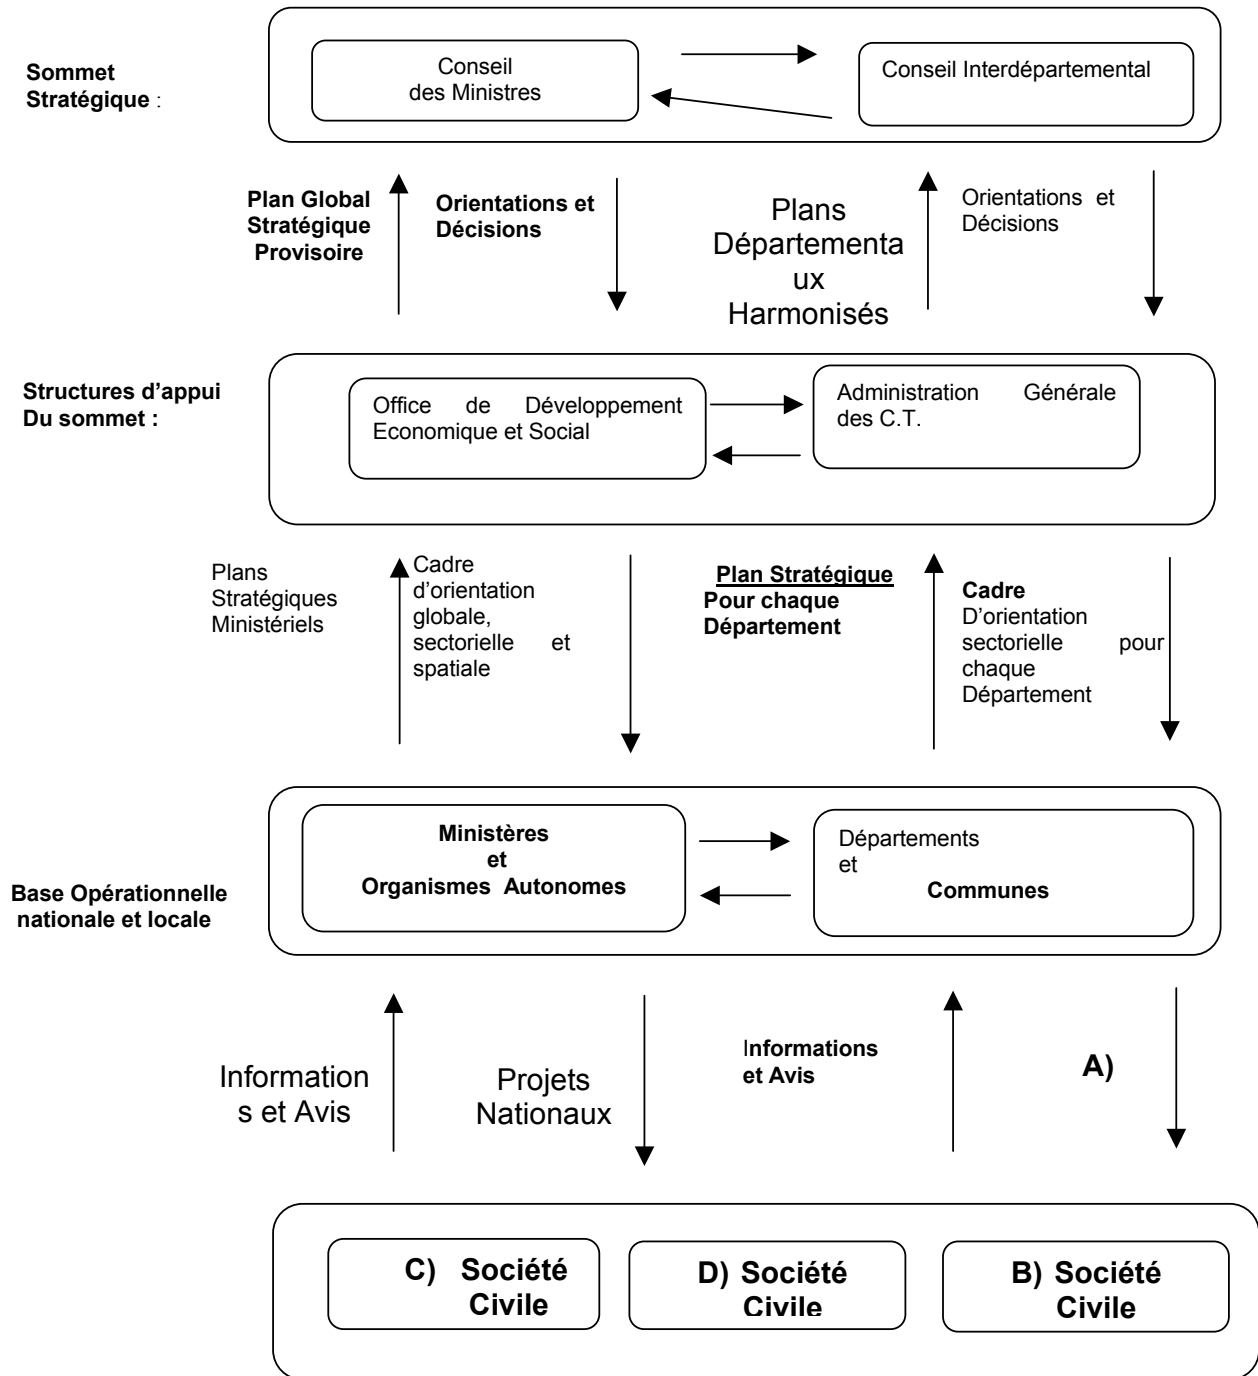 Conseil
des Ministres
Conseil Interdépartemental
Sommet
Stratégique :
Plan Global
Stratégique
Provisoire
Orientations et
Décisions
Plans
Départementa
ux
Harmonisés
Orientations et
Décisions
Structures d’appui
Du sommet :
Office de Développement
Economique et Social
Administration Générale
des C.T.
Plans
Stratégiques
Ministériels
Cadre
d’orientation
globale,
sectorielle et
spatiale
Plan Stratégique
Pour chaque
Département
Cadre
D’orientation
sectorielle pour
chaque
Département
Ministères
et
Organismes Autonomes
Départements
et
Communes
Base Opérationnelle
nationale et locale
Information
s et Avis
Projets
Nationaux
Informations
et Avis
A)
C) Société
Civile
D) Société
Civile
B) Société
Civile